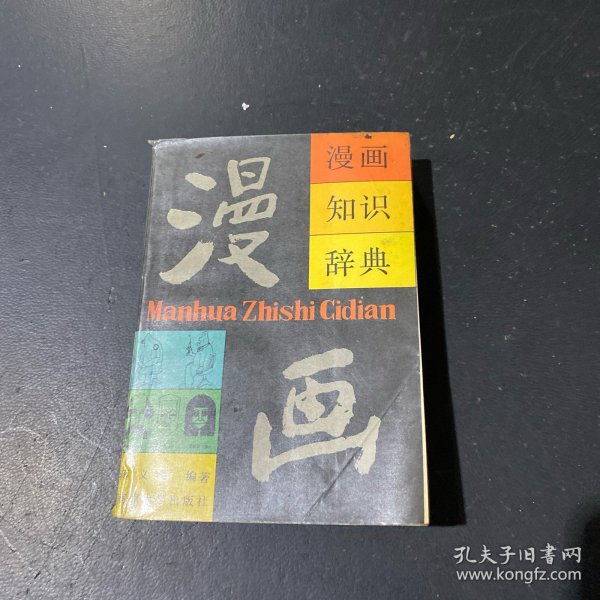 漫画
漫画
知识
辞典
Manhua Zhishi Cidian
编著
出版社
孔夫子旧书网
www.kongfz.com